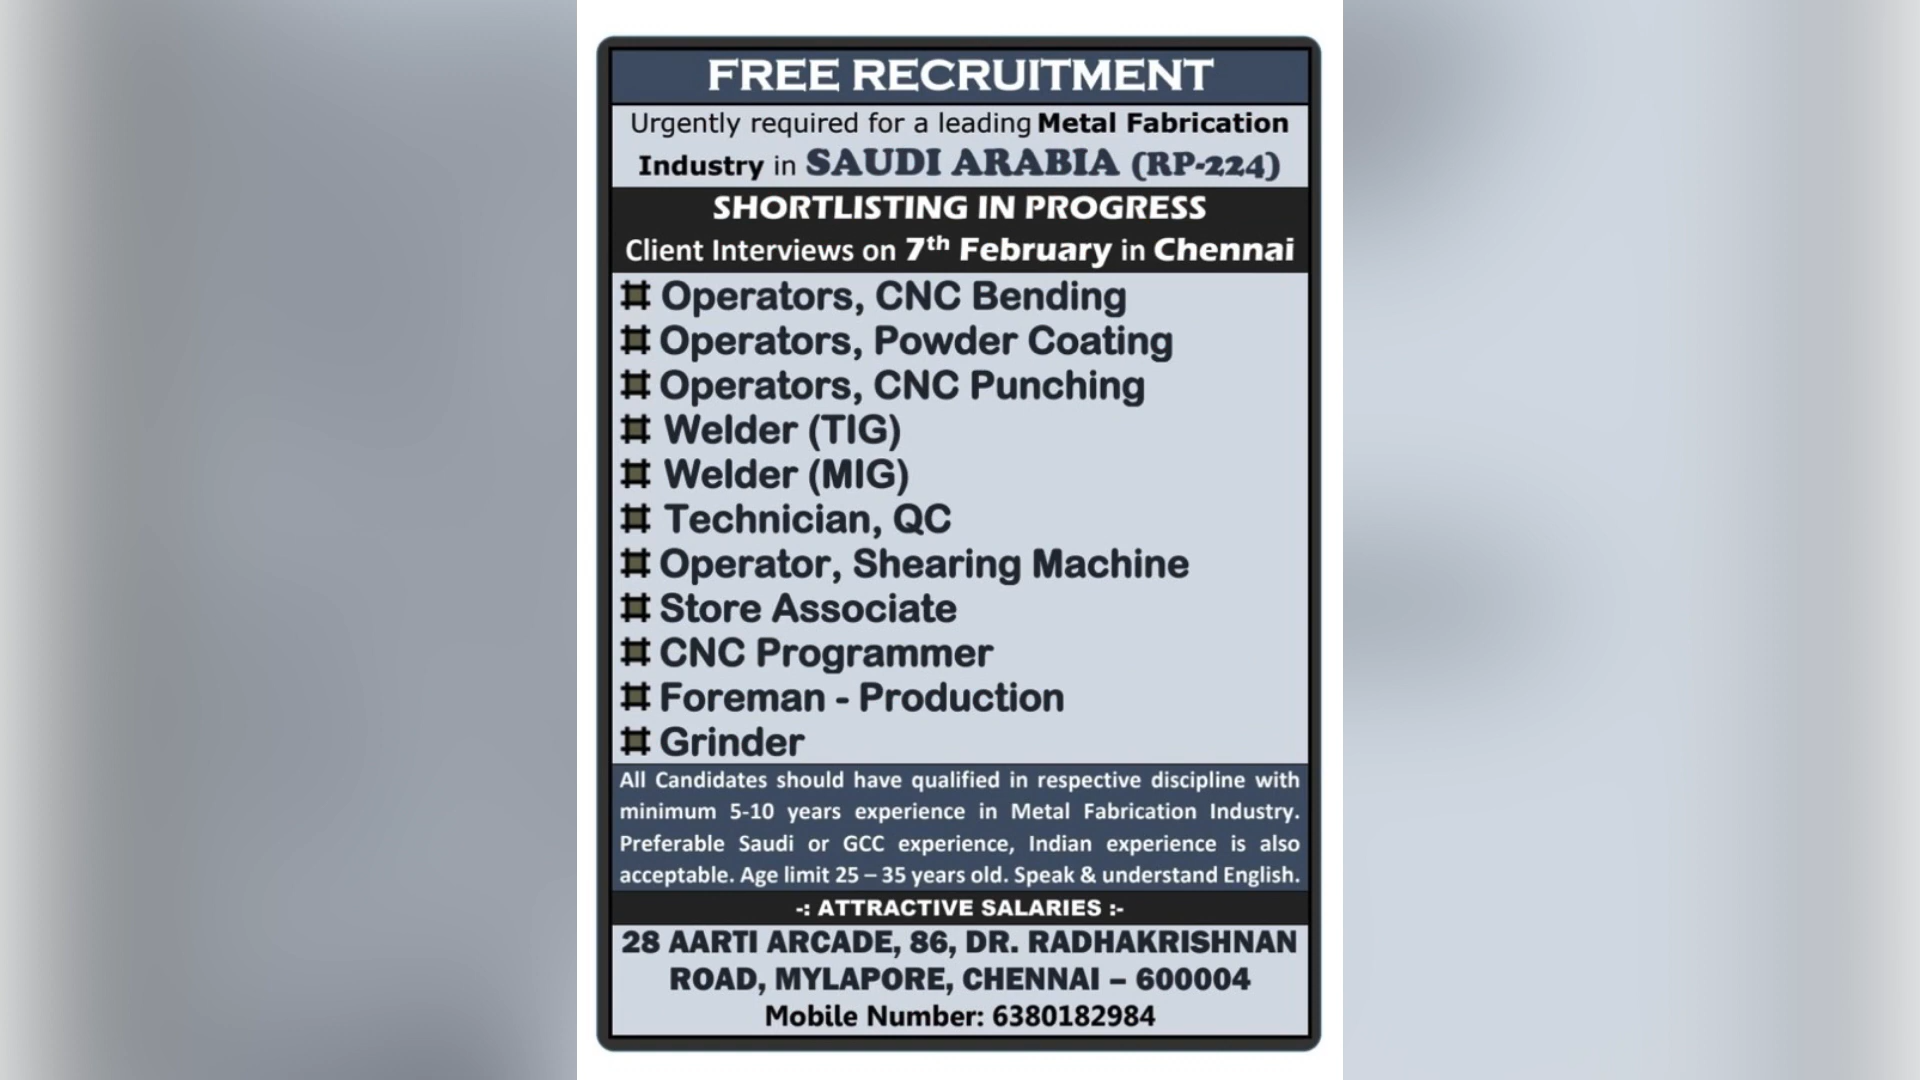 FREE RECRUITMENT
Urgently required for a leading Metal Fabrication
Industry in SAUDI ARABIA (RP-224)
SHORTLISTING IN PROGRESS
Client Interviews on 7th February in Chennai
Operators, CNC Bending
Operators, Powder Coating
Operators, CNC Punching
Welder (TIG)
Welder (MIG)
Technician, QC
Operator, Shearing Machine
Store Associate
CNC Programmer
Foreman - Production
Grinder
All Candidates should have qualified in respective discipline with
minimum 5-10 years experience in Metal Fabrication Industry.
Preferable Saudi or GCC experience, Indian experience is also
acceptable. Age limit 25 – 35 years old. Speak & understand English.
-: ATTRACTIVE SALARIES :-
28 AARTI ARCADE, 86, DR. RADHAKRISHNAN
ROAD, MYLAPORE, CHENNAI – 600004
Mobile Number: 6380182984